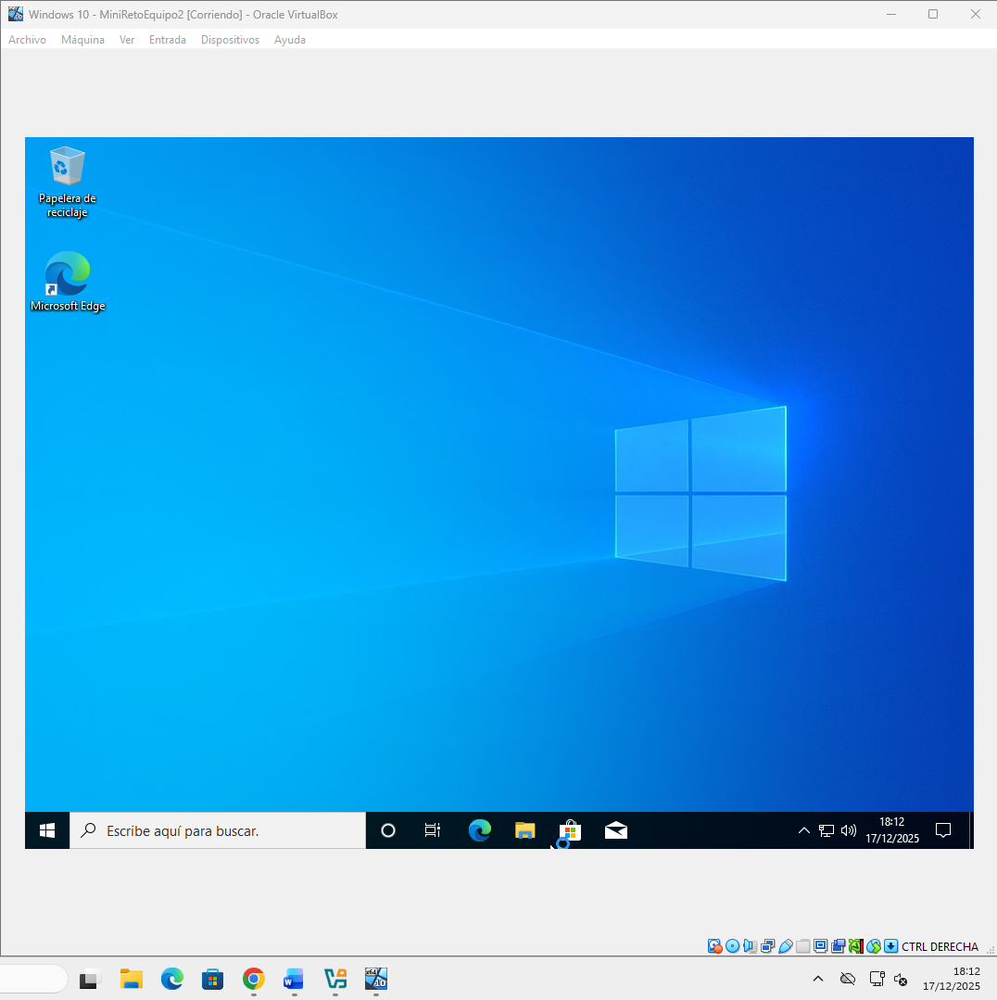 Windows 10 - MiniRetoEquipo2 [Corriendo] - Oracle VirtualBox
Archivo Máquina Ver Entrada Dispositivos Ayuda
Papelera de
reciclaje
Microsoft Edge
Escribe aquí para buscar.
18:12
17/12/2025
CTRL DERECHA
18:12
17/12/2025